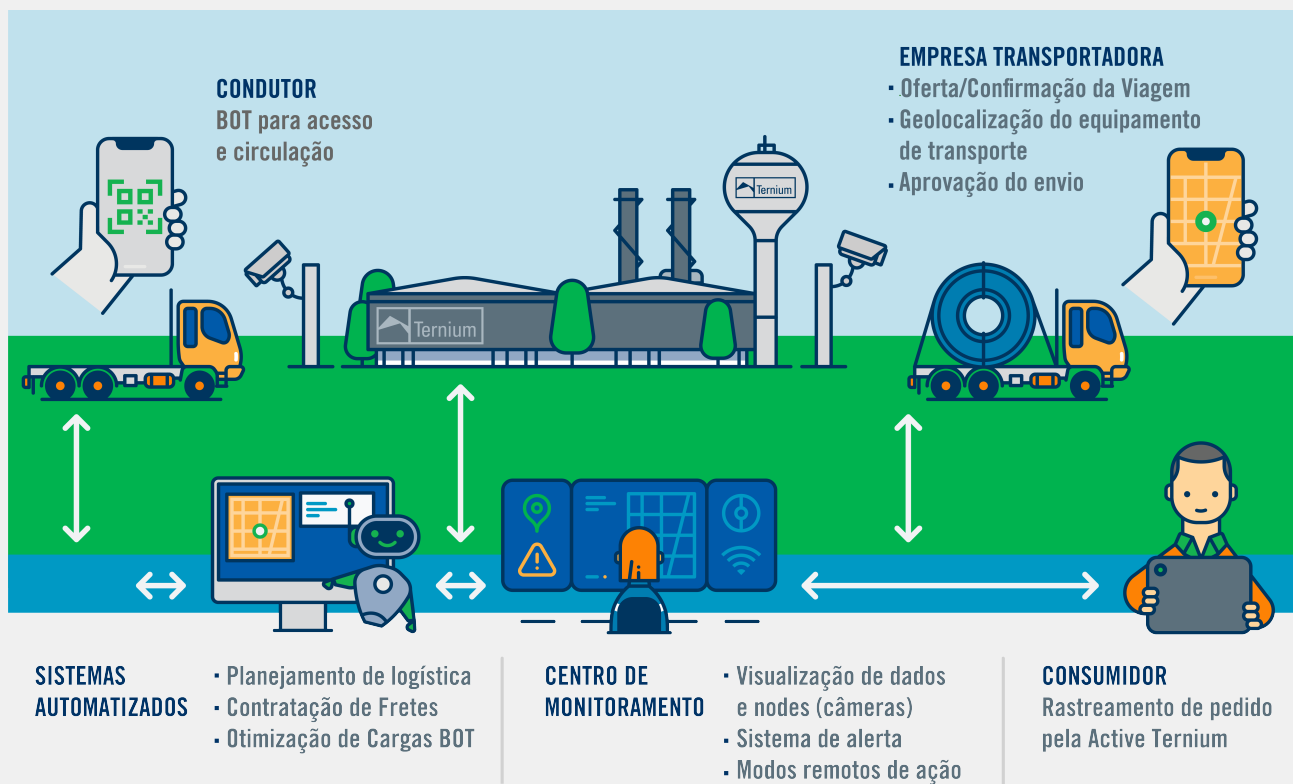 CONDUTOR
BOT para acesso
e circulação
EMPRESA TRANSPORTADORA
▪ Oferta/Confirmação da Viagem
▪ Geolocalização do equipamento
de transporte
▪ Aprovação do envio
Ternium
Ternium
SISTEMAS
AUTOMATIZADOS
▪ Planejamento de logística
▪ Contratação de Fretes
▪ Otimização de Cargas BOT
CENTRO DE
MONITORAMENTO
▪ Visualização de dados
e nodes (câmeras)
▪ Sistema de alerta
▪ Modos remotos de ação
CONSUMIDOR
Rastreamento de pedido
pela Active Ternium